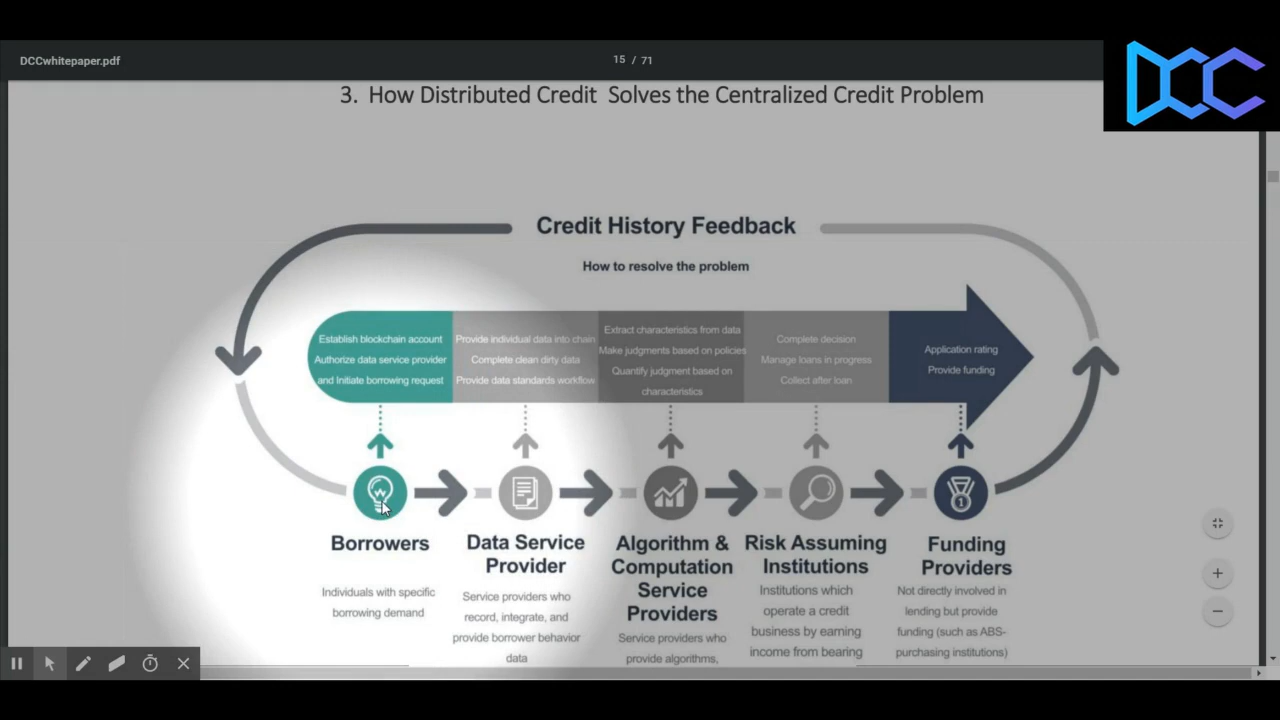 DCCwhitepaper.pdf
15 / 71
DCC
3. How Distributed Credit Solves the Centralized Credit Problem
Credit History Feedback
How to resolve the problem
Establish blockchain account
Authorize data service provider
and Initiate borrowing request
Provide individual data into chain
Complete clean dirty data
Provide data standards workflow
Extract characteristics from data
Make judgments based on policies
Quantify judgment based on
characteristics
Complete decision
Manage loans in progress
Collect after loan
Application rating
Provide funding
1
Borrowers
Individuals with specific
borrowing demand
Data Service
Provider
Service providers who
record, integrate, and
provide borrower behavior
data
Algorithm &
Computation
Service
Providers
Service providers who
provide algorithms,
Risk Assuming
Institutions
Institutions which
operate a credit
business by earning
income from bearing
Funding
Providers
Not directly involved in
lending but provide
funding (such as ABS-
purchasing institutions)